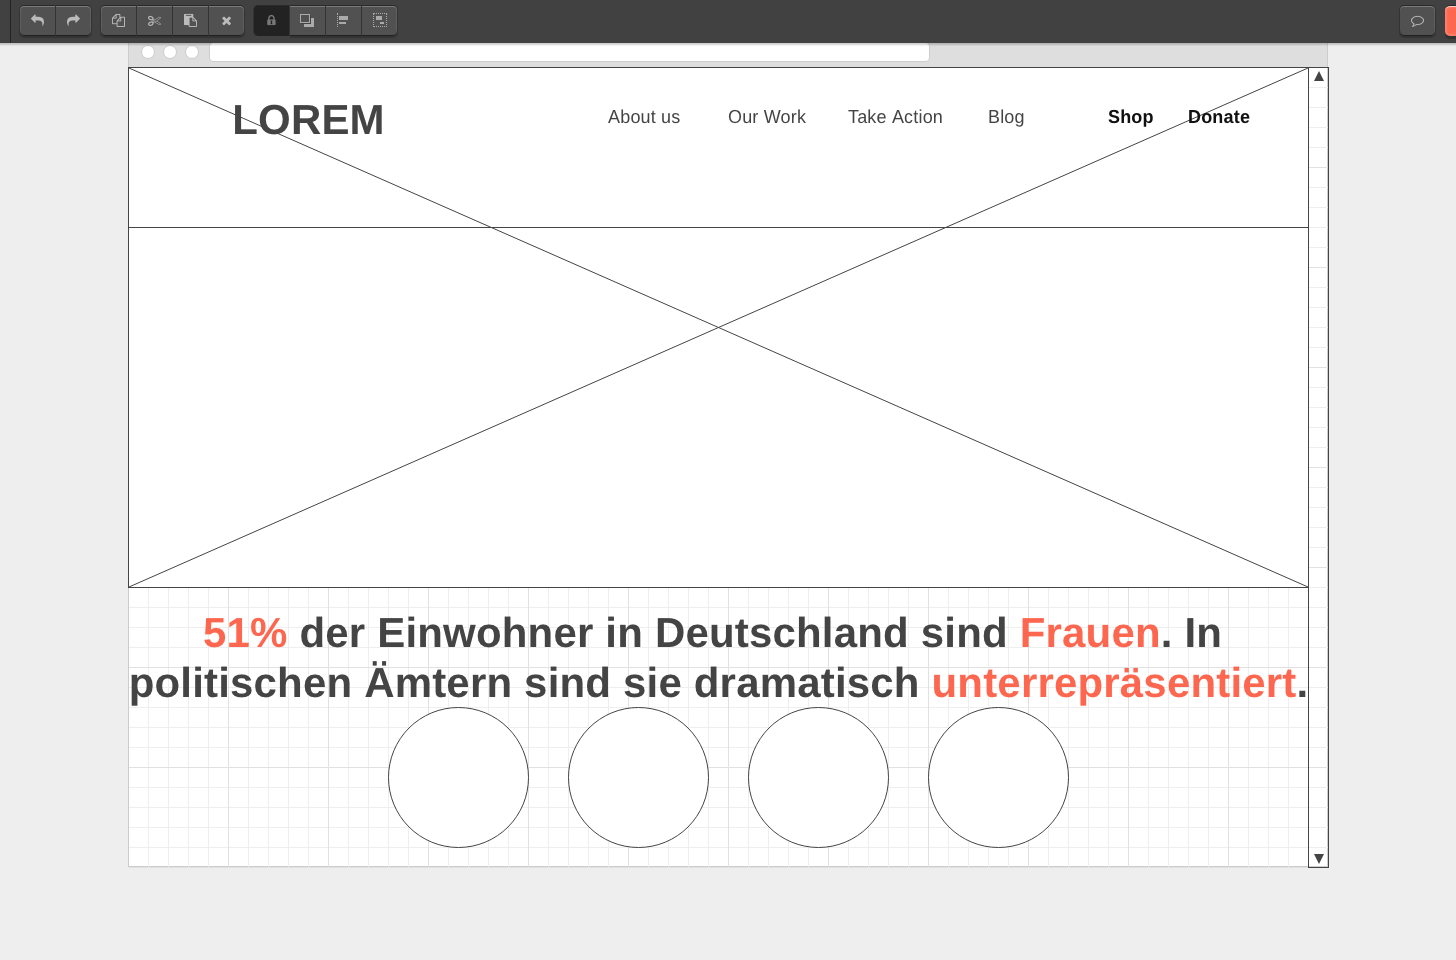 LOREM
About us Our Work Take Action Blog Shop Donate
51% der Einwohner in Deutschland sind Frauen. In
politischen Ämtern sind sie dramatisch unterrepräsentiert.